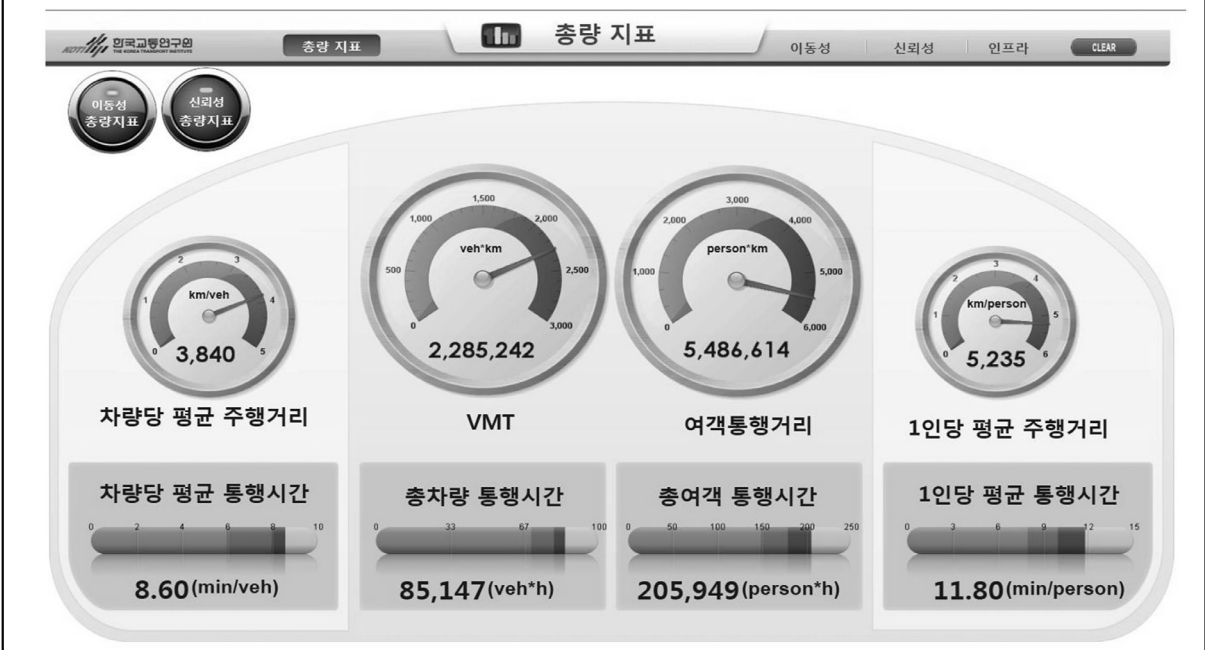 KOTI 한국교통연구원
THE KOREA TRANSPORT INSTITUTE
총량 지표
총량 지표
이동성
신뢰성
인프라
CLEAR
이동성
총량지표
신뢰성
총량지표
0 1 2 3 4 5
km/veh
3,840
차량당 평균 주행거리
0 500 1,000 1,500 2,000 2,500 3,000
veh*km
2,285,242
VMT
0 1,000 2,000 3,000 4,000 5,000 6,000
person*km
5,486,614
여객통행거리
0 1 2 3 4 5 6
km/person
5,235
1인당 평균 주행거리
차량당 평균 통행시간
0 2 4 6 8 10
8.60(min/veh)
총차량 통행시간
0 33 67 100
85,147(veh*h)
총여객 통행시간
0 50 100 150 200 250
205,949(person*h)
1인당 평균 통행시간
0 3 6 9 12 15
11.80(min/person)